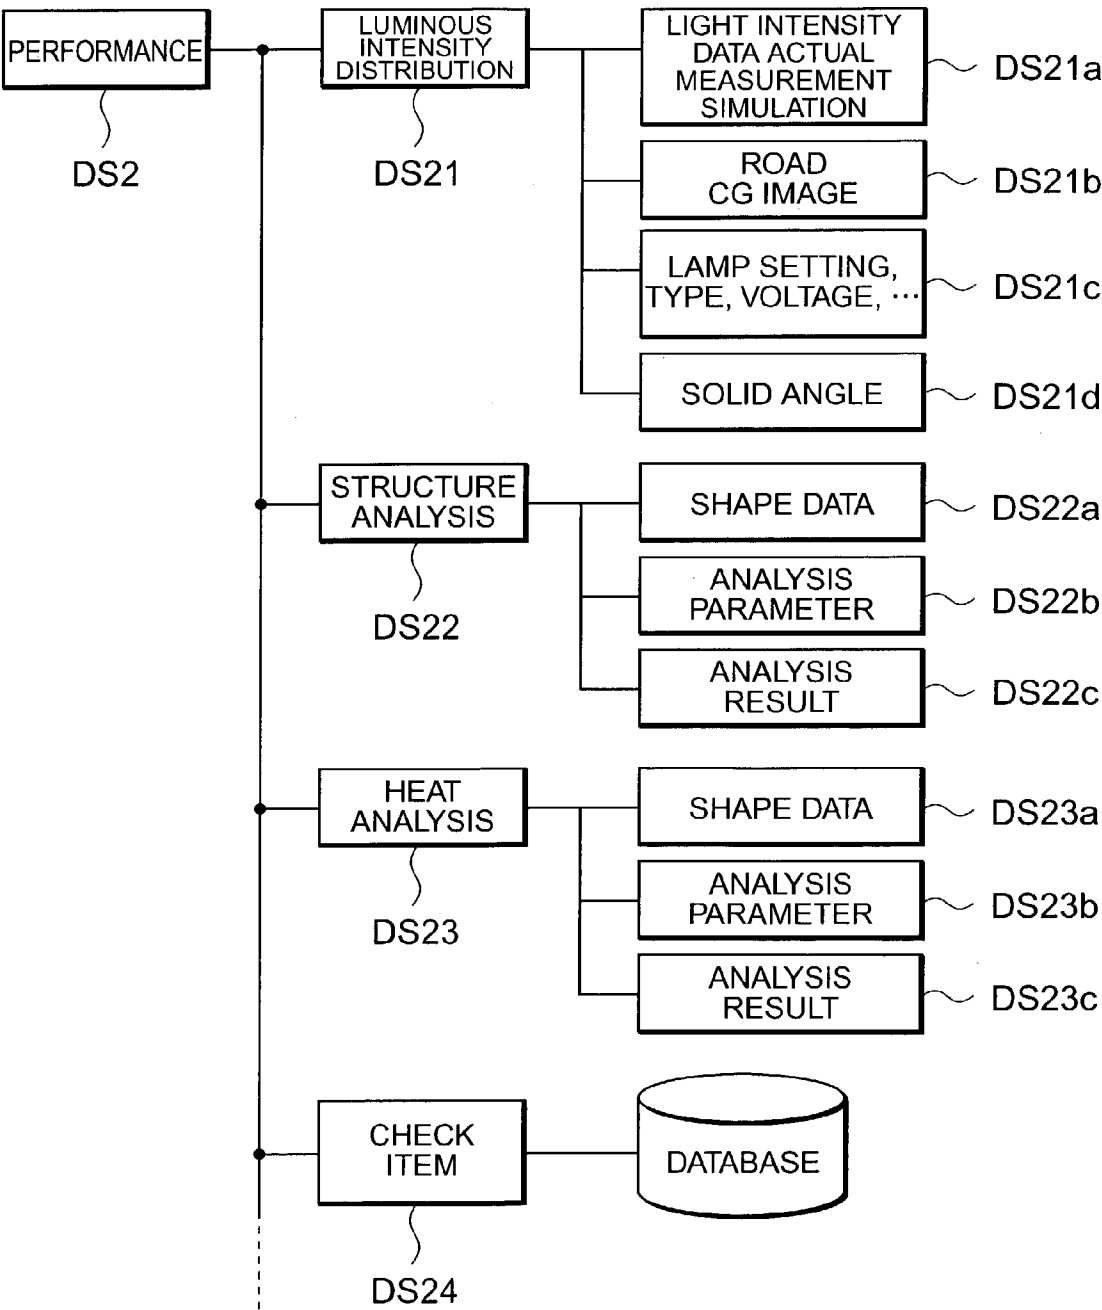 PERFORMANCE
DS2
LUMINOUS
INTENSITY
DISTRIBUTION
DS21
LIGHT INTENSITY
DATA ACTUAL
MEASUREMENT
SIMULATION
DS21a
ROAD
CG IMAGE
DS21b
LAMP SETTING,
TYPE, VOLTAGE, ···
DS21c
SOLID ANGLE
DS21d
STRUCTURE
ANALYSIS
DS22
SHAPE DATA
DS22a
ANALYSIS
PARAMETER
DS22b
ANALYSIS
RESULT
DS22c
HEAT
ANALYSIS
DS23
SHAPE DATA
DS23a
ANALYSIS
PARAMETER
DS23b
ANALYSIS
RESULT
DS23c
CHECK
ITEM
DS24
DATABASE